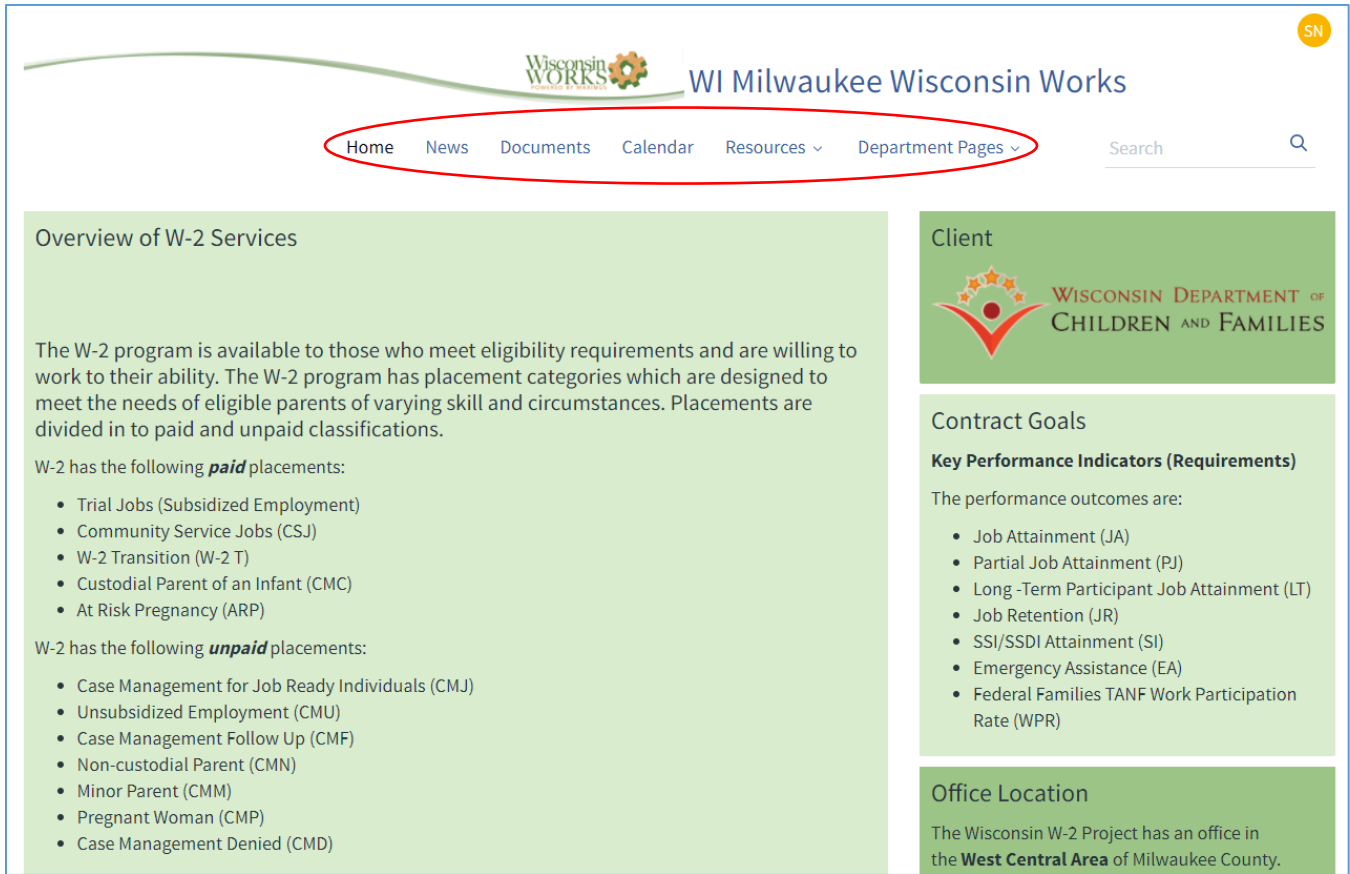 SN
Wisconsin
WORKS
POWERED BY MAXIMUS
WI Milwaukee Wisconsin Works
Home News Documents Calendar Resources Department Pages Search
Overview of W-2 Services
The W-2 program is available to those who meet eligibility requirements and are willing to
work to their ability. The W-2 program has placement categories which are designed to
meet the needs of eligible parents of varying skill and circumstances. Placements are
divided in to paid and unpaid classifications.
W-2 has the following paid placements:
• Trial Jobs (Subsidized Employment)
• Community Service Jobs (CSJ)
• W-2 Transition (W-2 T)
• Custodial Parent of an Infant (CMC)
• At Risk Pregnancy (ARP)
W-2 has the following unpaid placements:
• Case Management for Job Ready Individuals (CMJ)
• Unsubsidized Employment (CMU)
• Case Management Follow Up (CMF)
• Non-custodial Parent (CMN)
• Minor Parent (CMM)
• Pregnant Woman (CMP)
• Case Management Denied (CMD)
Client
WISCONSIN DEPARTMENT OF
CHILDREN AND FAMILIES
Contract Goals
Key Performance Indicators (Requirements)
The performance outcomes are:
• Job Attainment (JA)
• Partial Job Attainment (PJ)
• Long -Term Participant Job Attainment (LT)
• Job Retention (JR)
• SSI/SSDI Attainment (SI)
• Emergency Assistance (EA)
• Federal Families TANF Work Participation
Rate (WPR)
Office Location
The Wisconsin W-2 Project has an office in
the West Central Area of Milwaukee County.